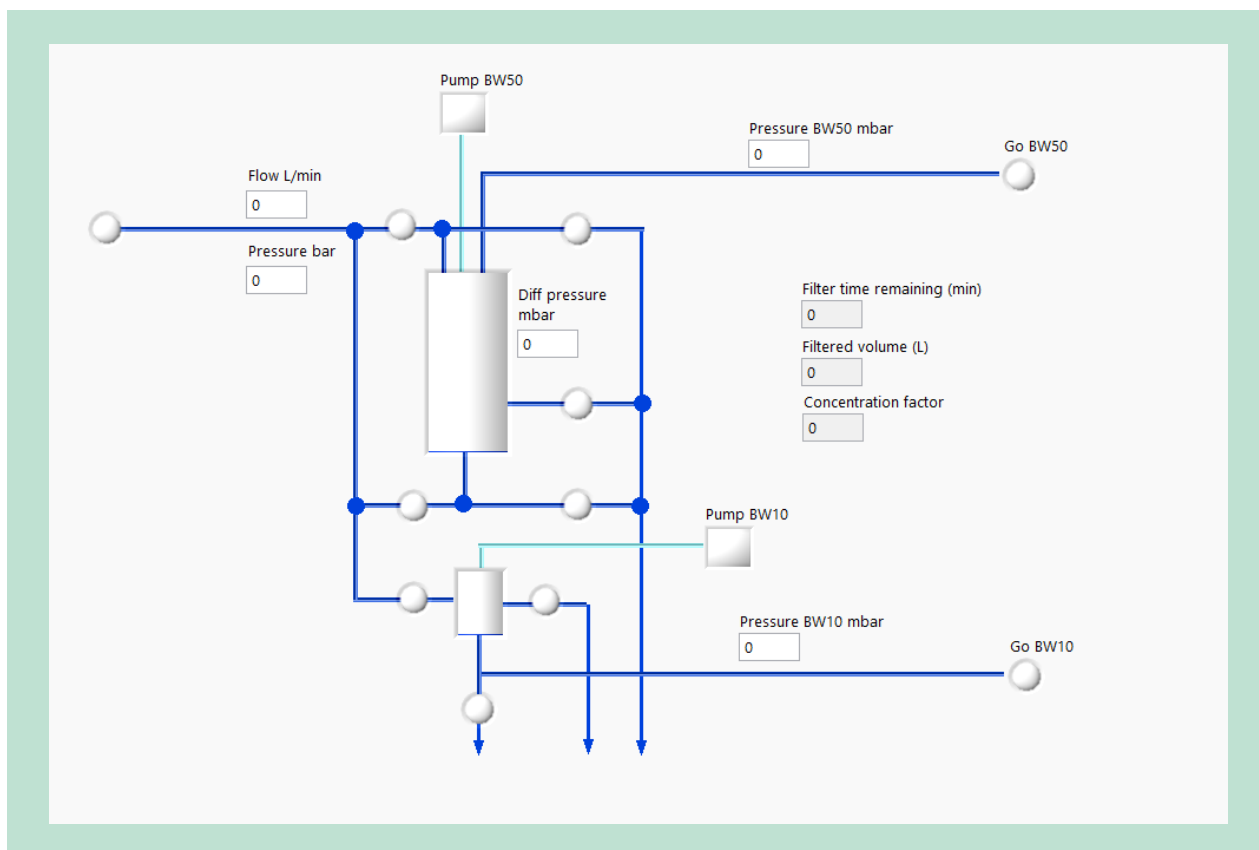 Pump BW50
Pressure BW50 mbar
0
Go BW50
Flow L/min
0
Pressure bar
0
Diff pressure
mbar
0
Filter time remaining (min)
0
Filtered volume (L)
0
Concentration factor
0
Pump BW10
Pressure BW10 mbar
0
Go BW10